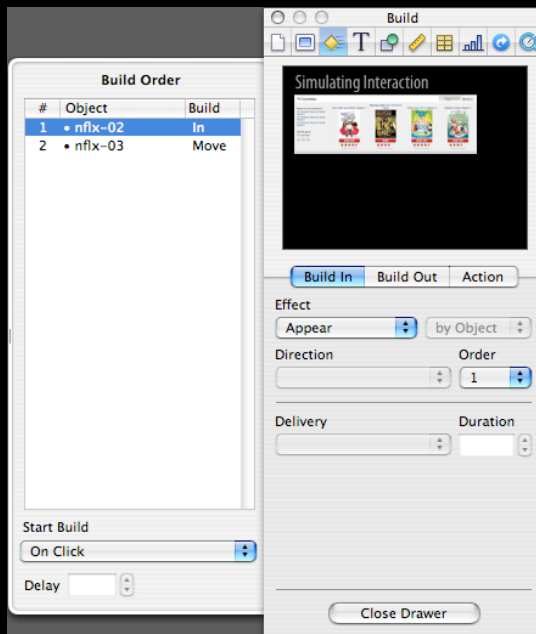 Build
Build Order
# Object Build
1 • nflx-02 In
2 • nflx-03 Move
Start Build
On Click
Delay
Simulating Interaction
Build In Build Out Action
Effect
Appear by Object
Direction Order
1
Delivery Duration
Close Drawer